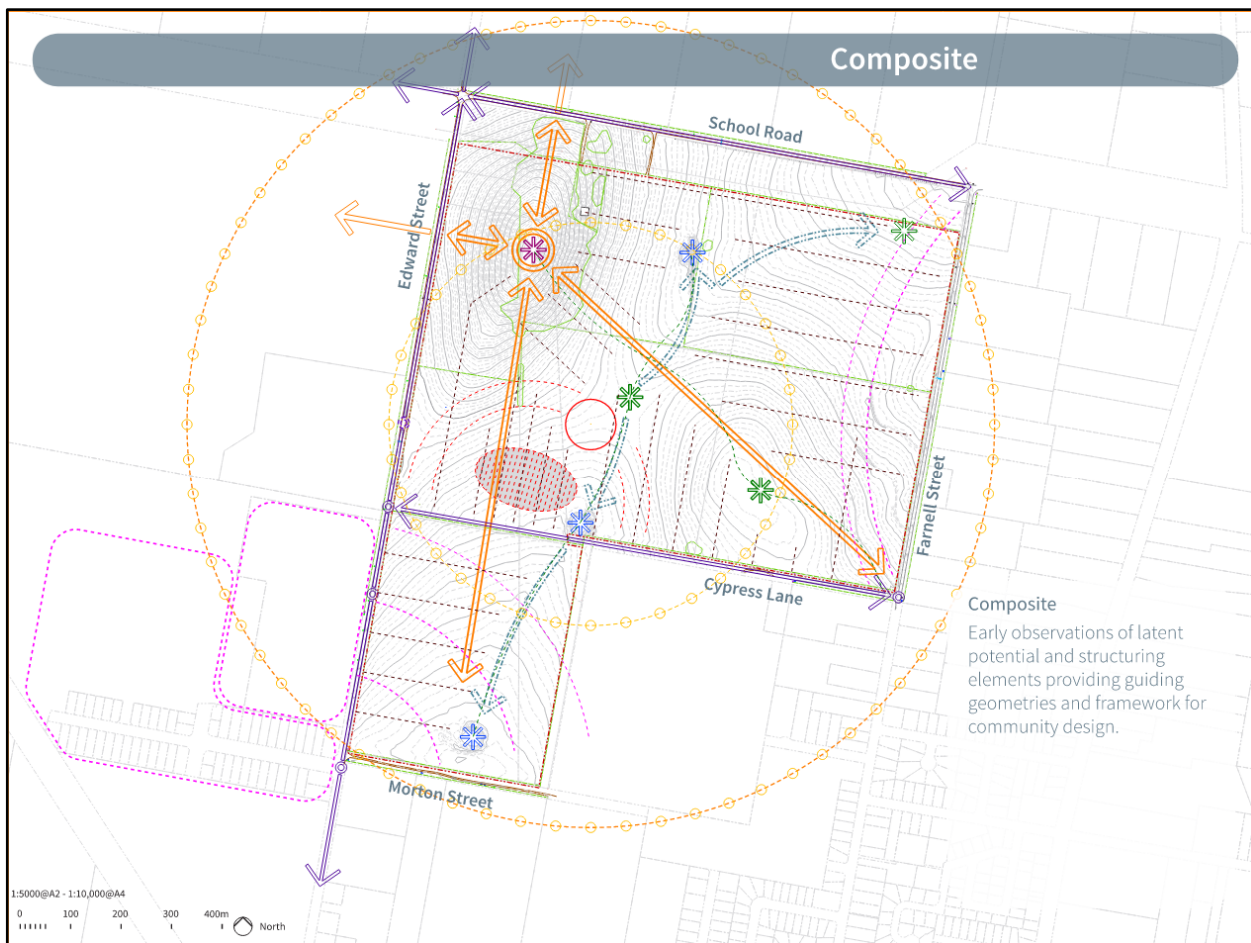 Composite
School Road
Edward Street
Farnell Street
Cypress Lane
Composite
Early observations of latent
potential and structuring
elements providing guiding
geometries and framework for
community design.
Morton Street
1:5000@A2 - 1:10,000@A4
0 100 200 300 400m
North